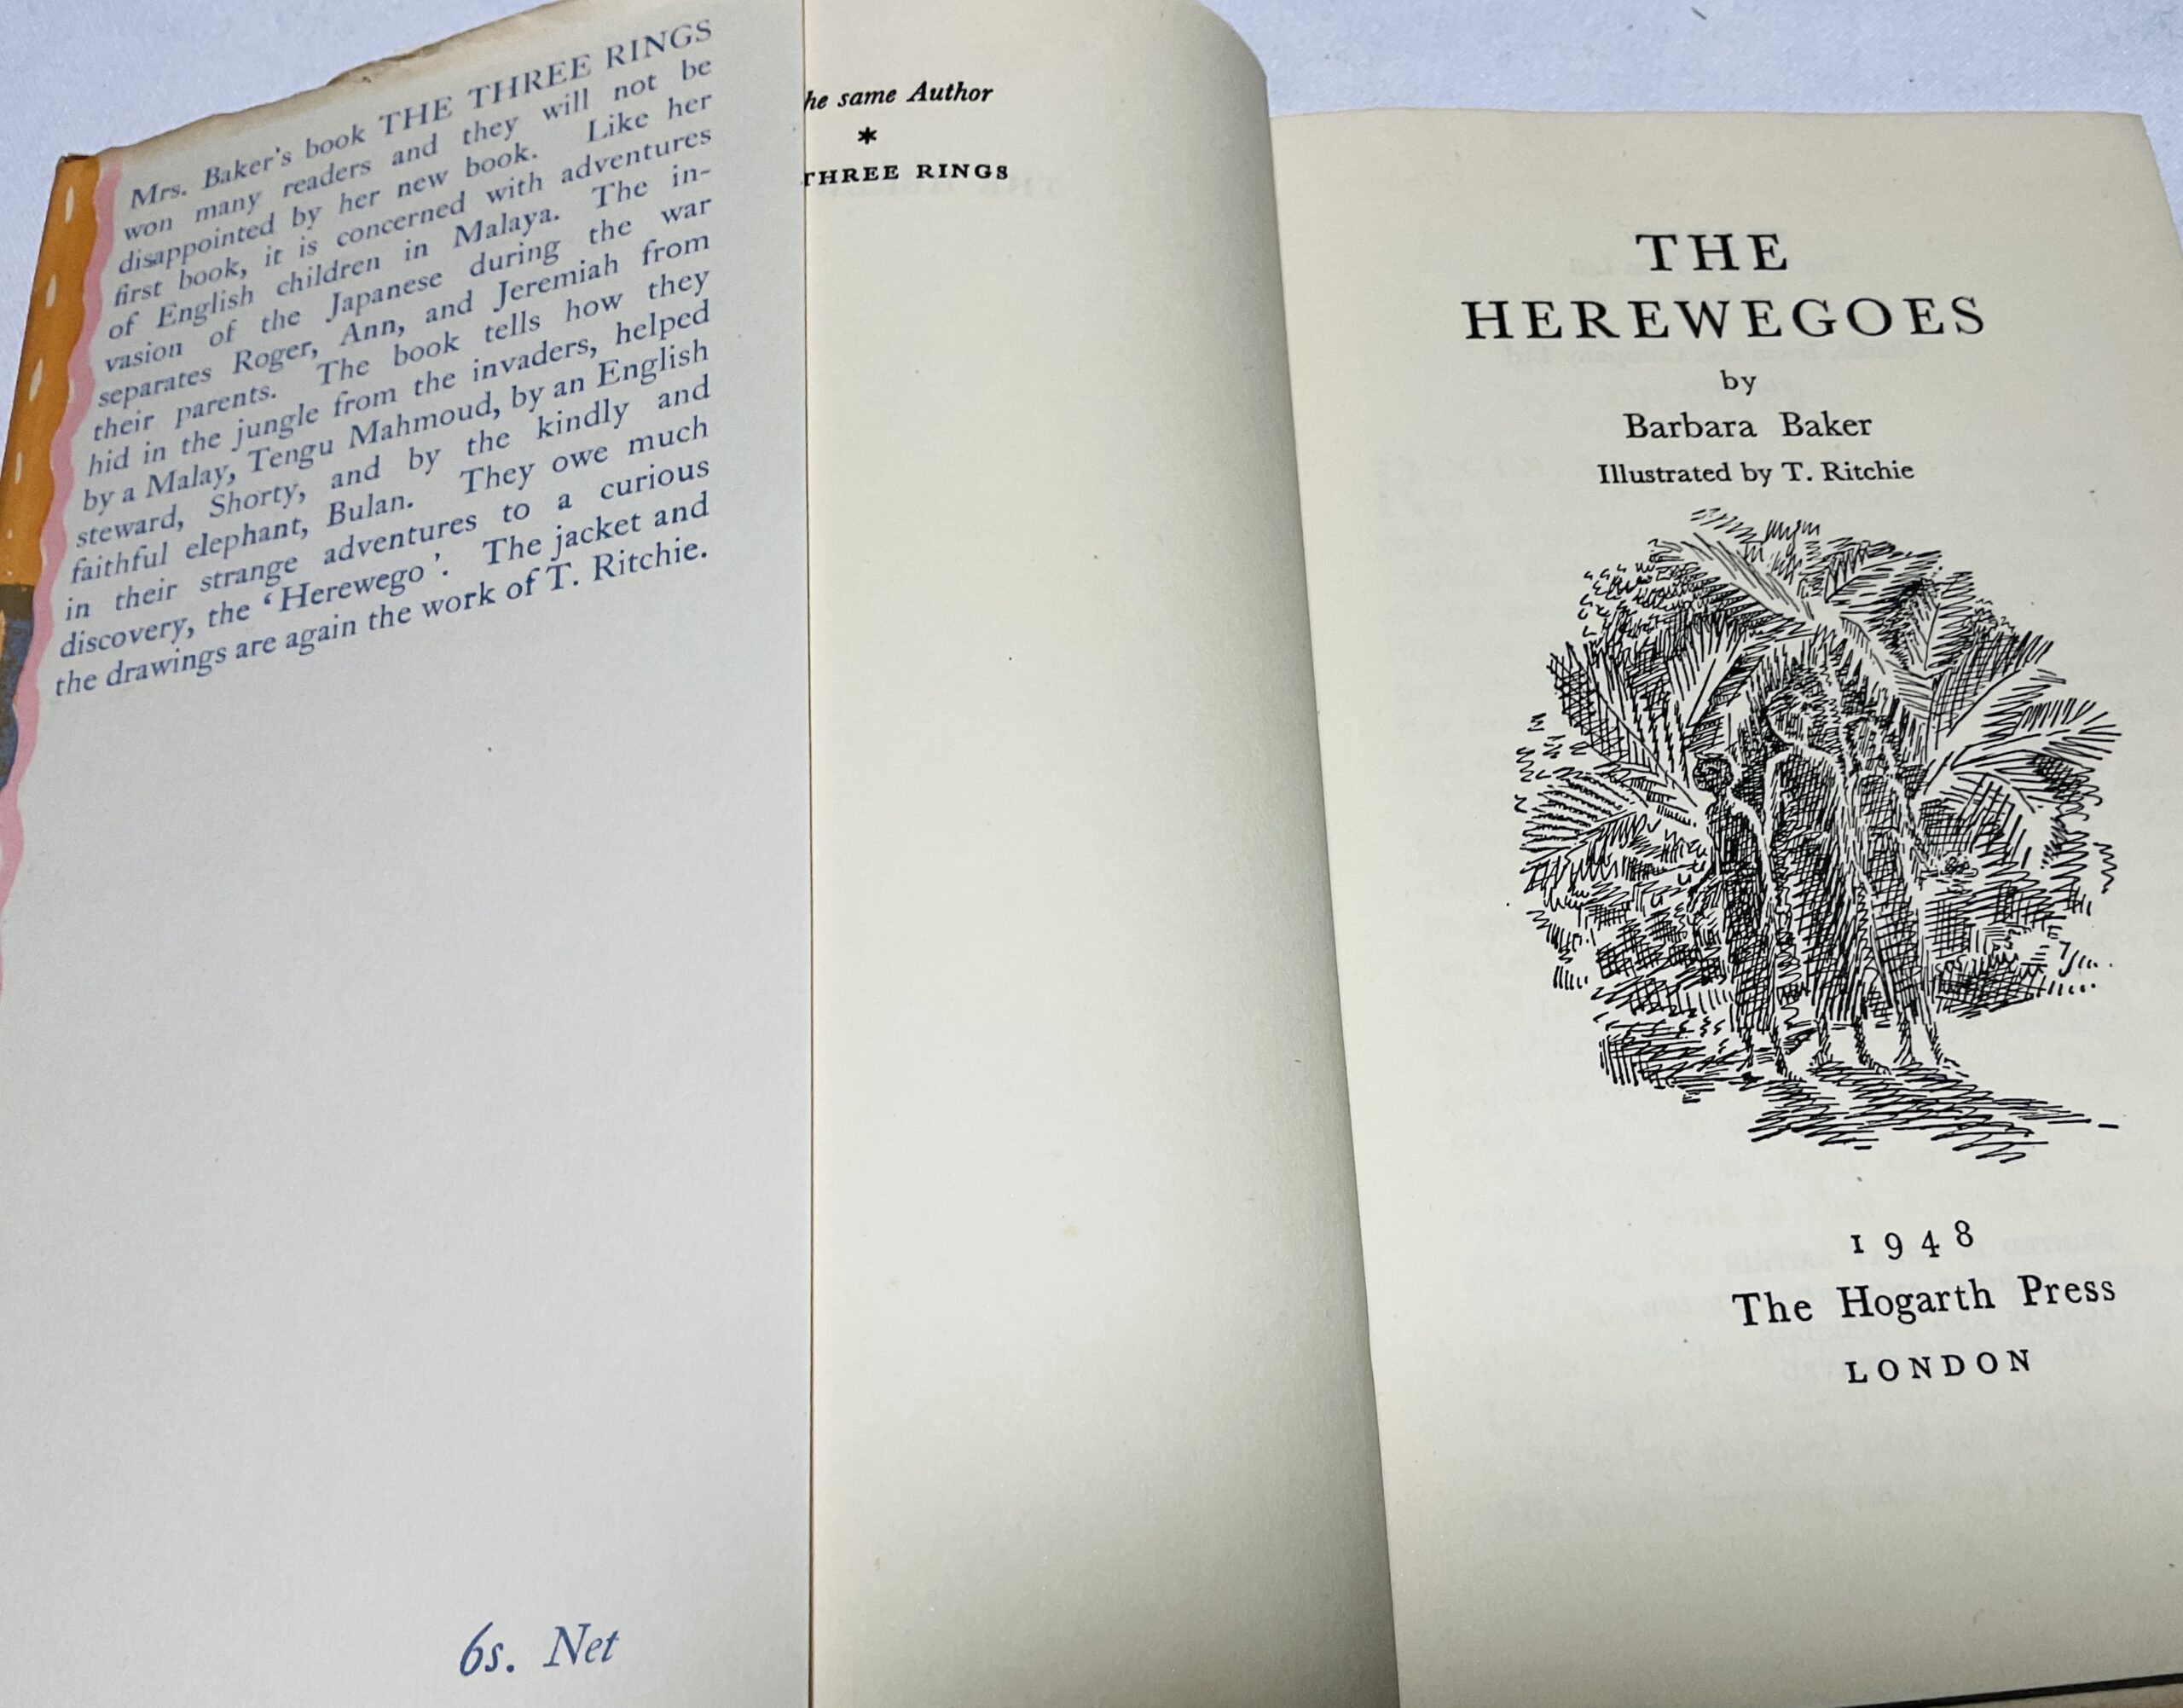 Mrs. Baker's book THE THREE RINGS
won many readers and they will not be
disappointed by her new book. Like her
first book, it is concerned with adventures
of English children in Malaya. The in-
vasion of the Japanese during the war
separates Roger, Ann, and Jeremiah from
their parents. The book tells how they
hid in the jungle from the invaders, helped
by a Malay, Tengu Mahmoud, by an English
steward, Shorty, and by the kindly and
faithful elephant, Bulan. They owe much
in their strange adventures to a curious
discovery, the ‘Herewego’. The jacket and
the drawings are again the work of T. Ritchie.
6s. Net
he same Author
*
THREE RINGS
THE
HEREWEGOES
by
Barbara Baker
Illustrated by T. Ritchie
1948
The Hogarth Press
LONDON